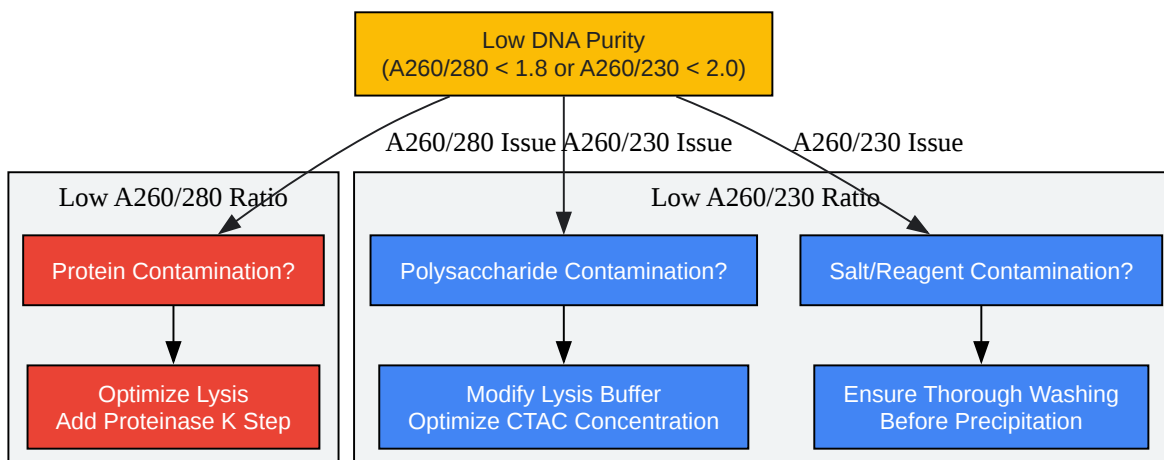 Low DNA Purity
(A260/280 < 1.8 or A260/230 < 2.0)
A260/280 Issue
A260/230 Issue
A260/230 Issue
Low A260/280 Ratio
Low A260/230 Ratio
Protein Contamination?
Polysaccharide Contamination?
Salt/Reagent Contamination?
Optimize Lysis
Add Proteinase K Step
Modify Lysis Buffer
Optimize CTAC Concentration
Ensure Thorough Washing
Before Precipitation